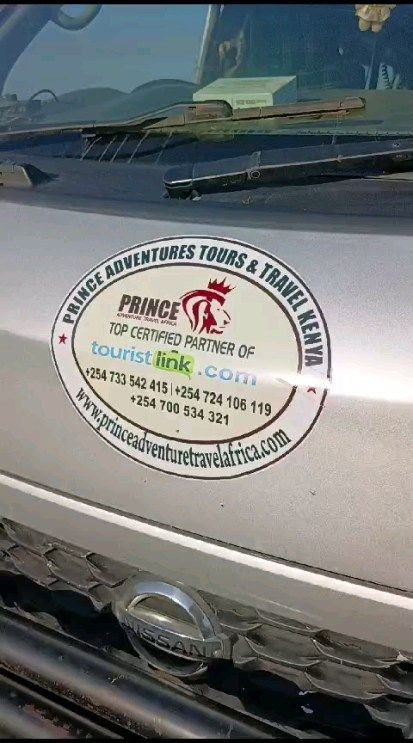 PRINCE ADVENTURES TOURS & TRAVEL KENYA
PRINCE
ADVENTURE TRAVEL AFRICA
TOP CERTIFIED PARTNER OF
touristlink.com
+254 733 542 415 | +254 724 106 119
+254 700 534 321
www.princeadventuretravelafrica.com
NISSAN